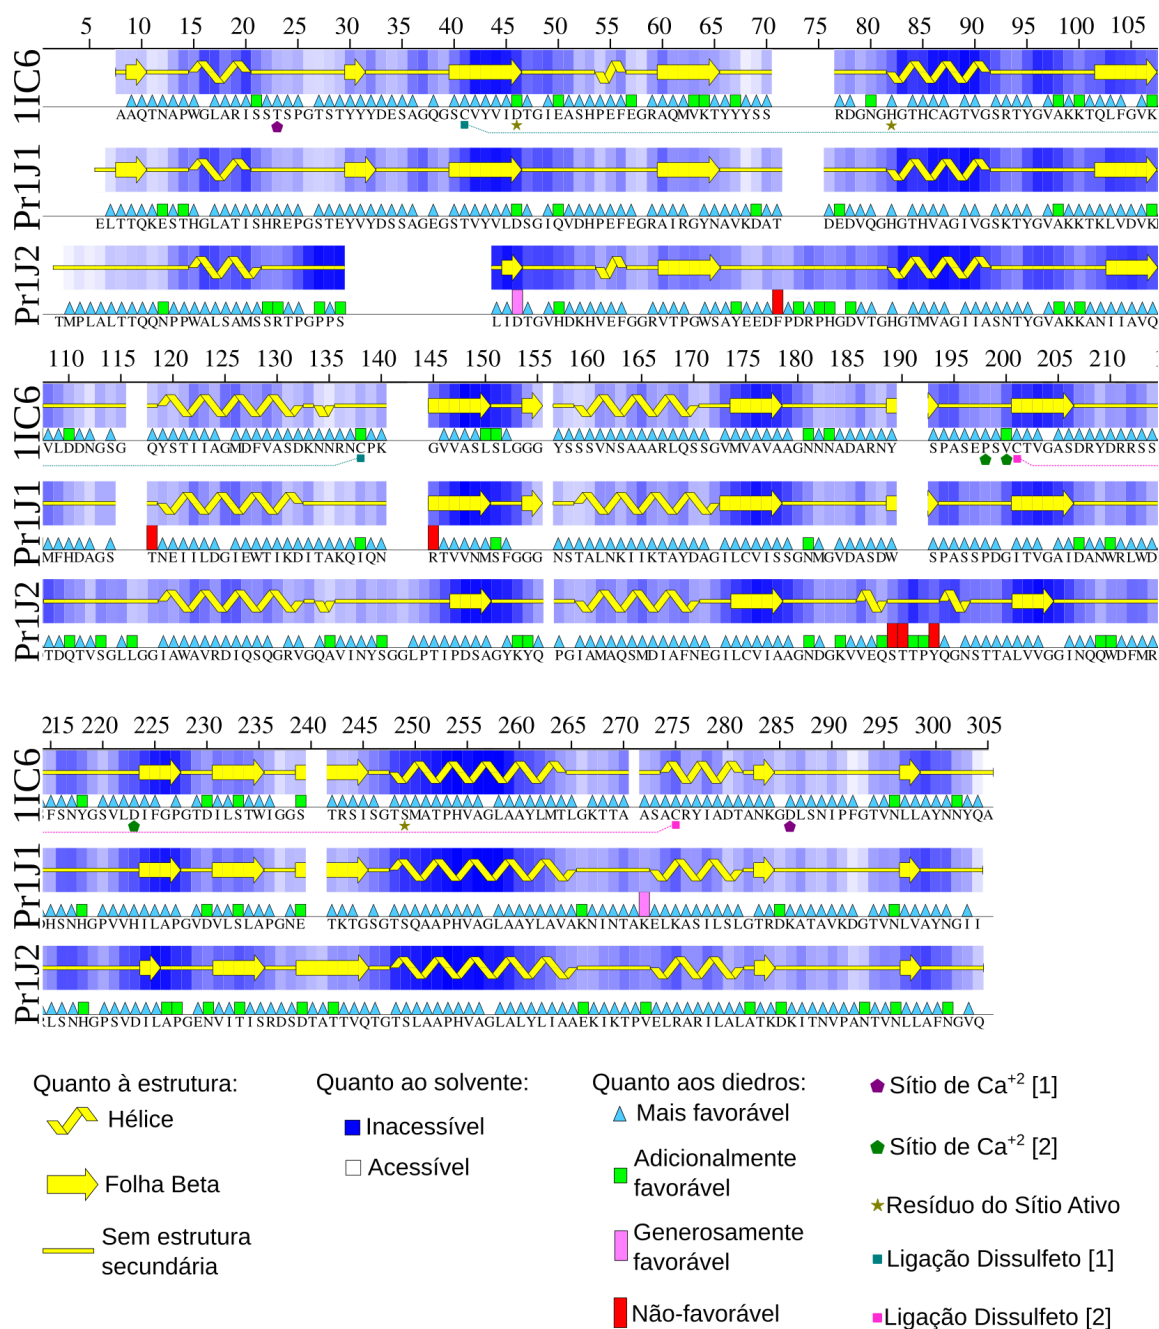 5 10 15 20 25 30 35 40 45 50 55 60 65 70 75 80 85 90 95 100 105
1IC6
AAQTNAPWGLARISSTSPGTSTYYYDESAGQGSCVYVIDTGIEASHPEFEGRAQMVKTYYYSS RDGNGHGTHCAGTVGSRTYGVAKKTQLFGVK
Pr1J1
ELTTQKESTHGLATISHREPGSTEYVYDSSAGEGSTVYVLDSGIQVDHPEFEGRAIRGYNAVKDAT DEDVQGHGTHVAGIVGSKTYGVAKKTKLVDVK
Pr1J2
TMPLALTTQQNPPWALSAMSSRTPGPPS LIDTGVHDKHVEFGGRVTPGWSAYEEDFPDRPHGDVTGHGTMVAGIIASNTYGVAKKANIIAVQ
110 115 120 125 130 135 140 145 150 155 160 165 170 175 180 185 190 195 200 205 210
1IC6
VLDDNGSG QYSTIIAGMDFVASDKNNRNCPK GVVASLSLGGG YSSSVNSAAARLQSSGVMVAVAAGNNNADARNY SPASEPSVCTVGASDRYDRRSS
Pr1J1
MFHDAGS TNEIILDGIEWTIKDITAKQIQN RTVVNMSFGGG NSTALNKIIKTAYDAGILCVISSGNMGVDASDW SPASSPDGITVGAIDANWRLWD
Pr1J2
TDQTVSGLLGGIAWAVRDIQSQGRVGQAVINYSGGLPTIPDSAGYKYQ PGIAMAQSMDIAFNEGILCVIAAGNDGKVVEQSTTPYQGNSTTALVVGGINQQWDFMR
215 220 225 230 235 240 245 250 255 260 265 270 275 280 285 290 295 300 305
1IC6
FSNYGSVLDIFGPGTDILSTWIGGS TRSISGTSMATPHVAGLAAYLMTLGKTTA ASACRYIADTANKGDLSNIPFGTVNLLAYNNYQA
Pr1J1
HSNHGPVVHILAPGVDVLSLAPGNE TKTGSGTSQAAPHVAGLAAYLAVAKNINTAKELKASILSLGTRDKATAVKDGTVNLVAYNGII
Pr1J2
LSNHGPSVDILAPGENVITISRDSDTATTVQTGTSLAAPHVAGLALYLIAAEKIKTPVELRARILALATKDKITNVPANTVNLLAFNGVQ
Quanto à estrutura:
Hélice
Folha Beta
Sem estrutura
secundária
Quanto ao solvente:
Inacessível
Acessível
Quanto aos diedros:
Mais favorável
Adicionalmente
favorável
Generosamente
favorável
Não-favorável
Sítio de Ca+2 [1]
Sítio de Ca+2 [2]
Resíduo do Sítio Ativo
Ligação Dissulfeto [1]
Ligação Dissulfeto [2]